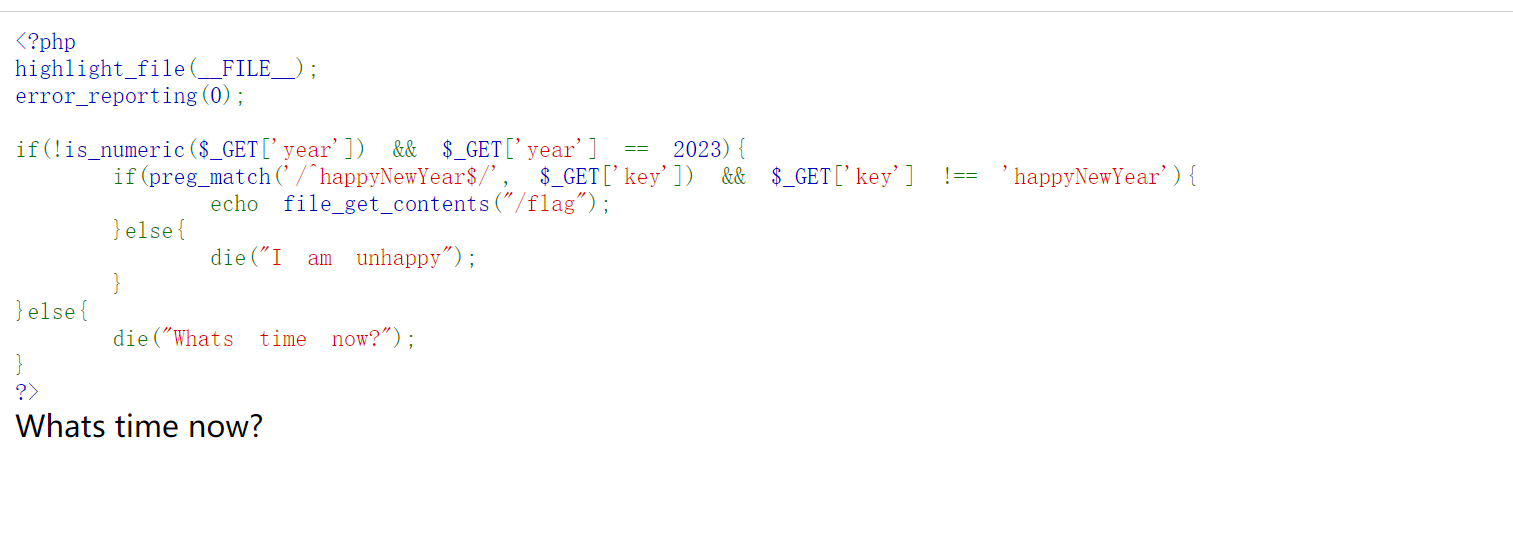 <?php
highlight_file(__FILE__);
error_reporting(0);
if(!is_numeric($_GET['year']) && $_GET['year'] == 2023){
if(preg_match('/^happyNewYear$/', $_GET['key']) && $_GET['key'] !== 'happyNewYear'){
echo file_get_contents("/flag");
}else{
die("I am unhappy");
}
}else{
die("Whats time now?");
}
?>
Whats time now?